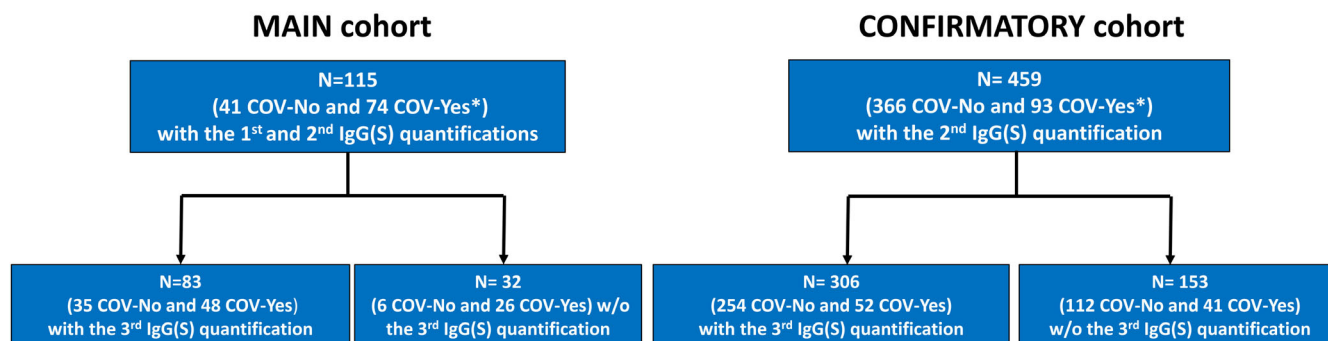 MAIN cohort
N=115
(41 COV-No and 74 COV-Yes*)
with the 1st and 2nd IgG(S) quantifications
N=83
(35 COV-No and 48 COV-Yes)
with the 3rd IgG(S) quantification
N= 32
(6 COV-No and 26 COV-Yes) w/o
the 3rd IgG(S) quantification
CONFIRMATORY cohort
N= 459
(366 COV-No and 93 COV-Yes*)
with the 2nd IgG(S) quantification
N= 306
(254 COV-No and 52 COV-Yes)
with the 3rd IgG(S) quantification
N= 153
(112 COV-No and 41 COV-Yes)
w/o the 3rd IgG(S) quantification